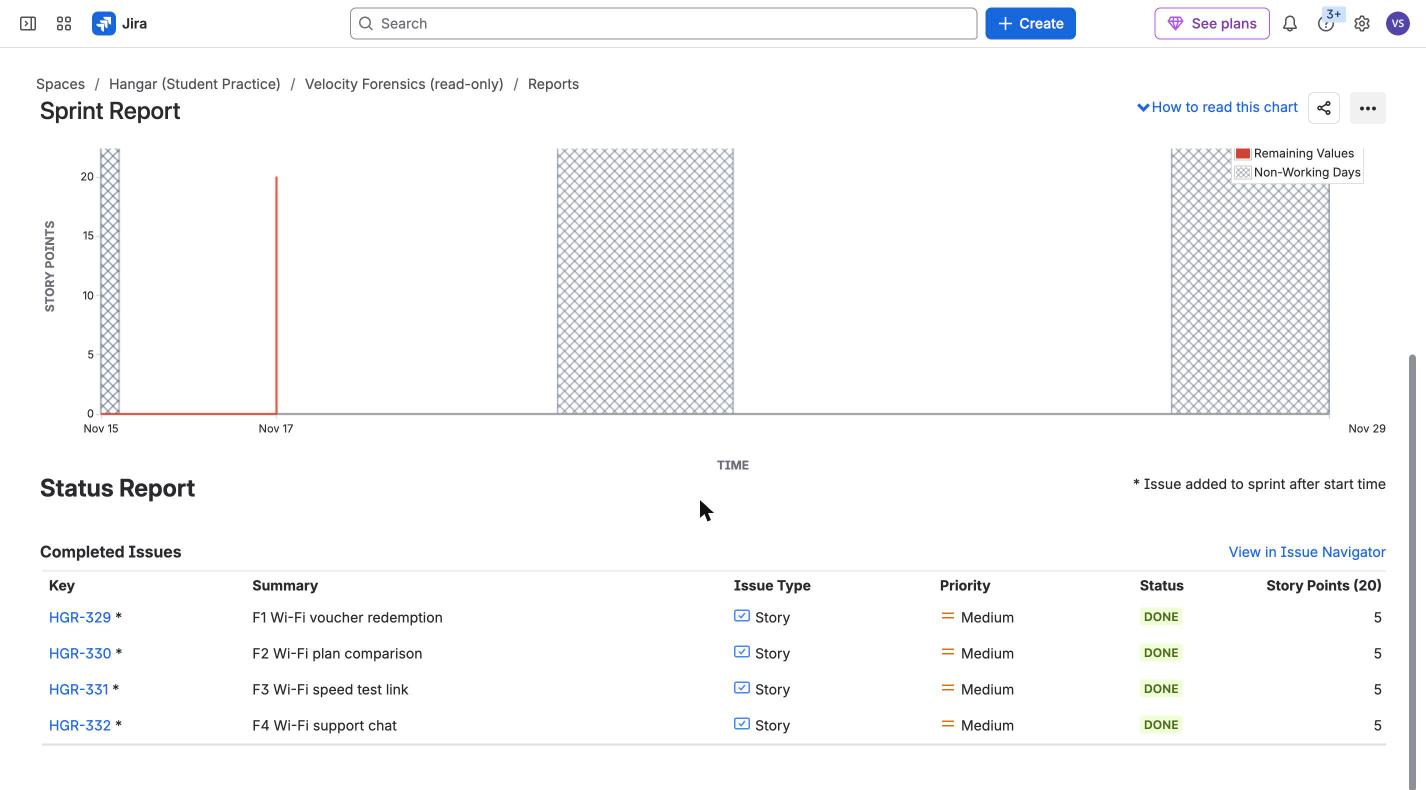 Jira
Search
Create
See plans
3+
VS
Spaces / Hangar (Student Practice) / Velocity Forensics (read-only) / Reports
Sprint Report
How to read this chart
Remaining Values
Non-Working Days
STORY POINTS
20
15
10
5
0
Nov 15
Nov 17
Nov 29
TIME
Status Report
* Issue added to sprint after start time
Completed Issues
View in Issue Navigator
Key Summary Issue Type Priority Status Story Points (20)
HGR-329 * F1 Wi-Fi voucher redemption Story Medium DONE 5
HGR-330 * F2 Wi-Fi plan comparison Story Medium DONE 5
HGR-331 * F3 Wi-Fi speed test link Story Medium DONE 5
HGR-332 * F4 Wi-Fi support chat Story Medium DONE 5